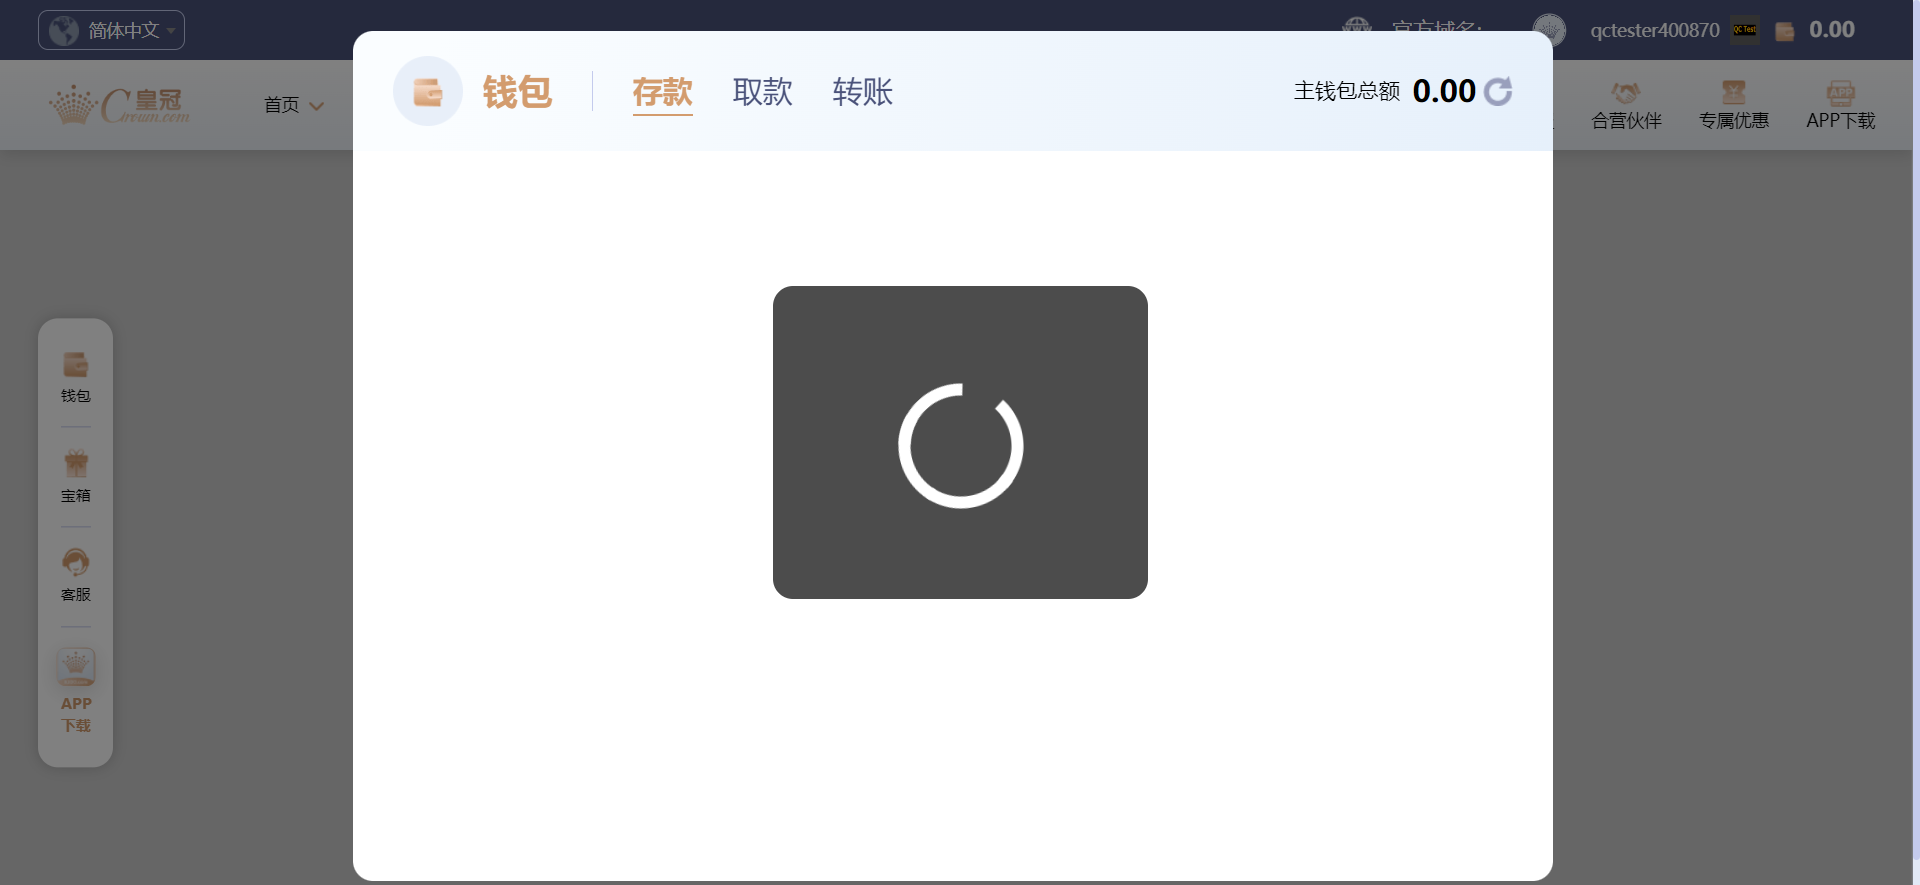 简体中文
官方域名:
qctester400870
QC Test
0.00
皇冠
Crown.com
首页
合营伙伴
专属优惠
APP
APP下载
钱包
存款
取款
转账
主钱包总额 0.00
钱包
宝箱
客服
APP
下载